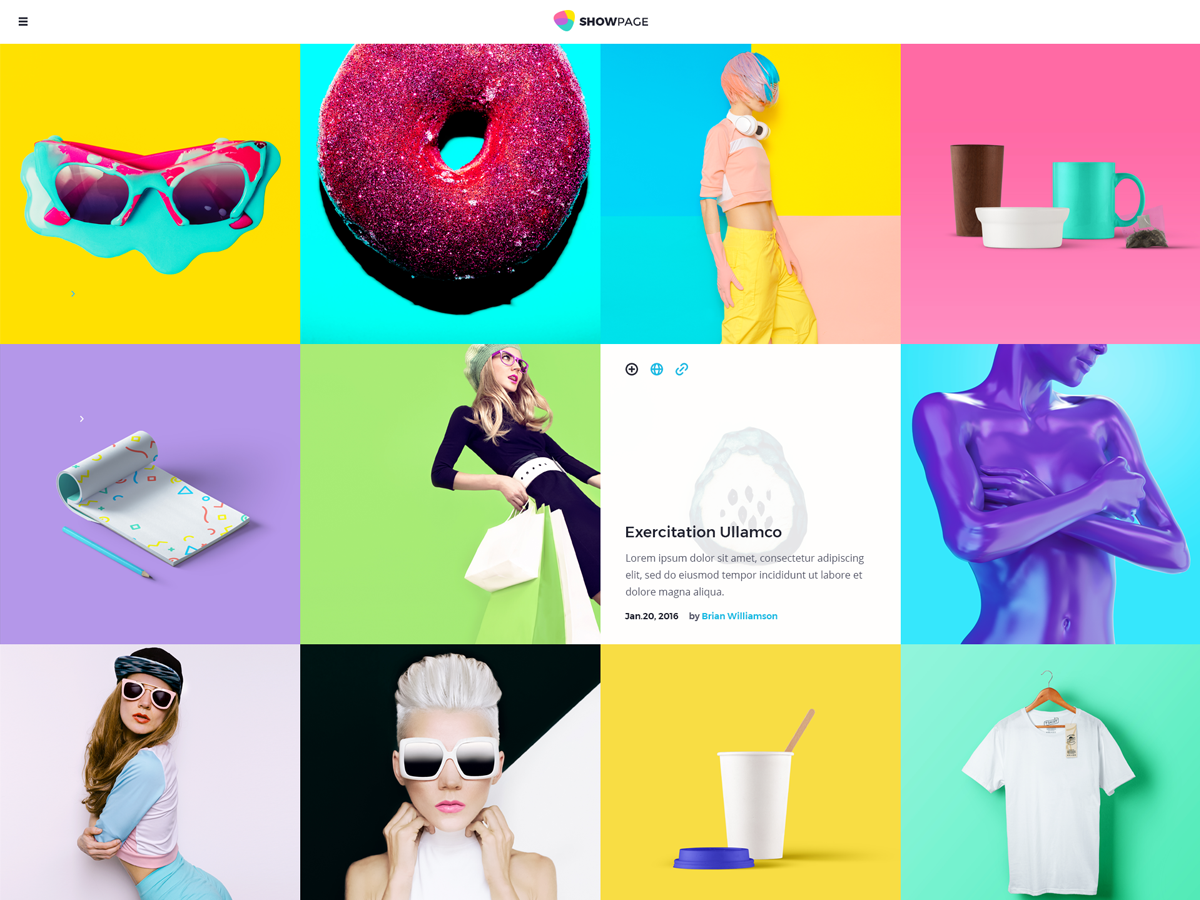 SHOWPAGE
Exercitation Ullamco
Lorem ipsum dolor sit amet, consectetur adipiscing
elit, sed do eiusmod tempor incididunt ut labore et
dolore magna aliqua.
Jan.20, 2016 by Brian Williamson